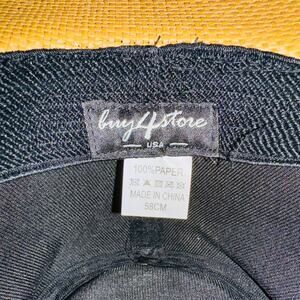 buy4store
— USA —
100%PAPER
MADE IN CHINA
58CM